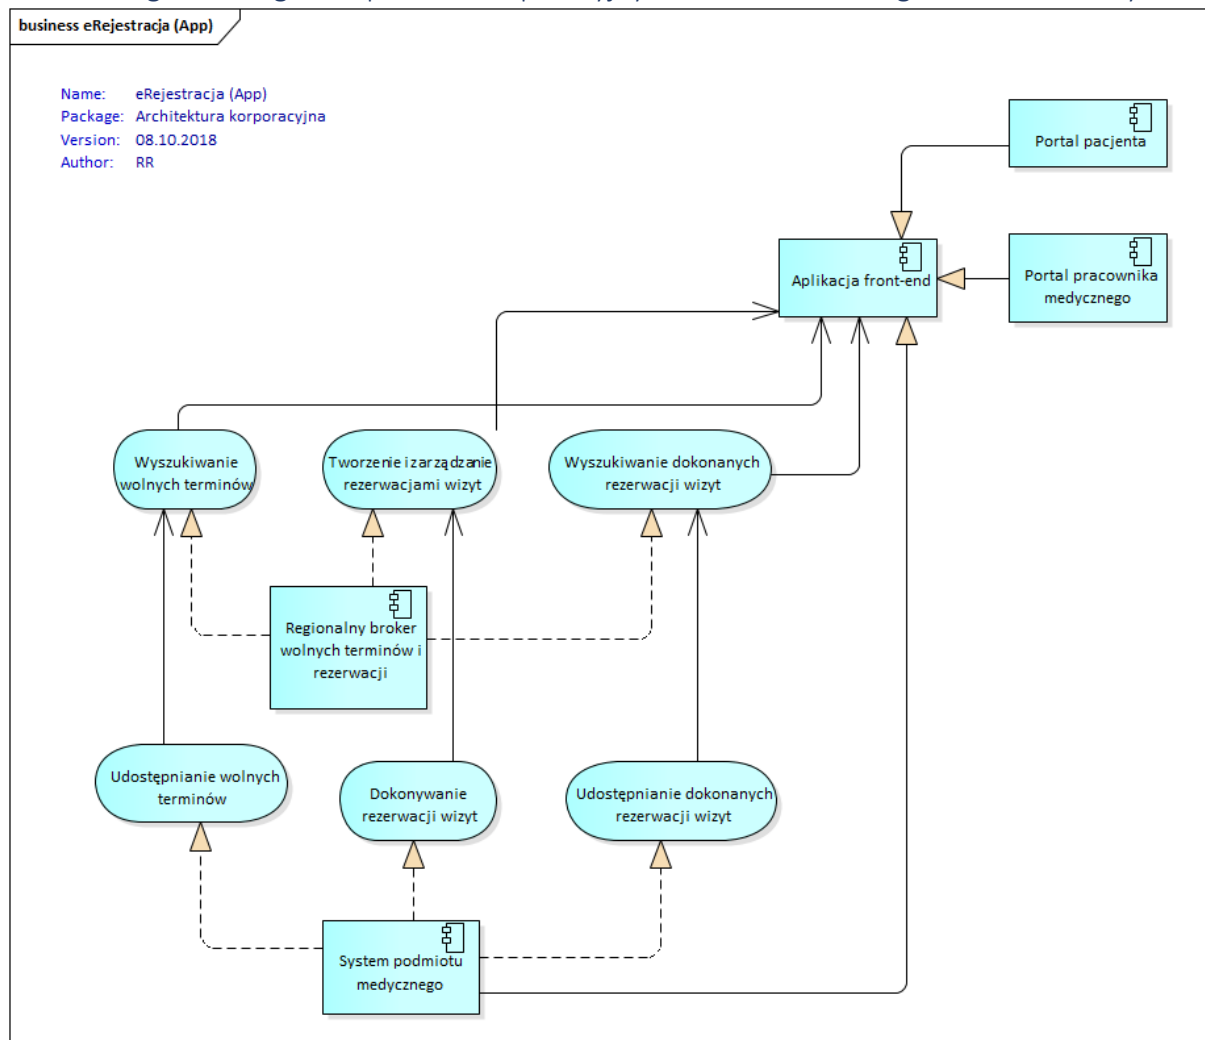 business eRejestracja (App)
Name: eRejestracja (App)
Package: Architektura korporacyjna
Version: 08.10.2018
Author: RR
Portal pacjenta
Aplikacja front-end
Portal pracownika
medycznego
Wyszukiwanie
wolnych terminów
Tworzenie i zarządzanie
rezerwacjami wizyt
Wyszukiwanie dokonanych
rezerwacji wizyt
Regionalny broker
wolnych terminów i
rezerwacji
Udostępnianie wolnych
terminów
Dokonywanie
rezerwacji wizyt
Udostępnianie dokonanych
rezerwacji wizyt
System podmiotu
medycznego